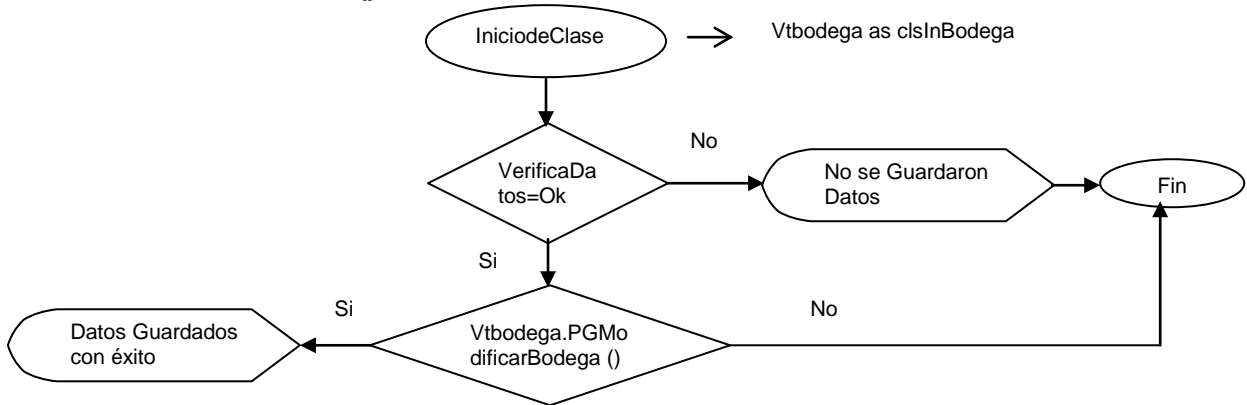 IniciodeClase
Vtbodega as clsInBodega
No
VerificaDa
tos=Ok
No se Guardaron
Datos
Fin
Si
Si
No
Datos Guardados
con éxito
Vtbodega.PGMo
dificarBodega ()